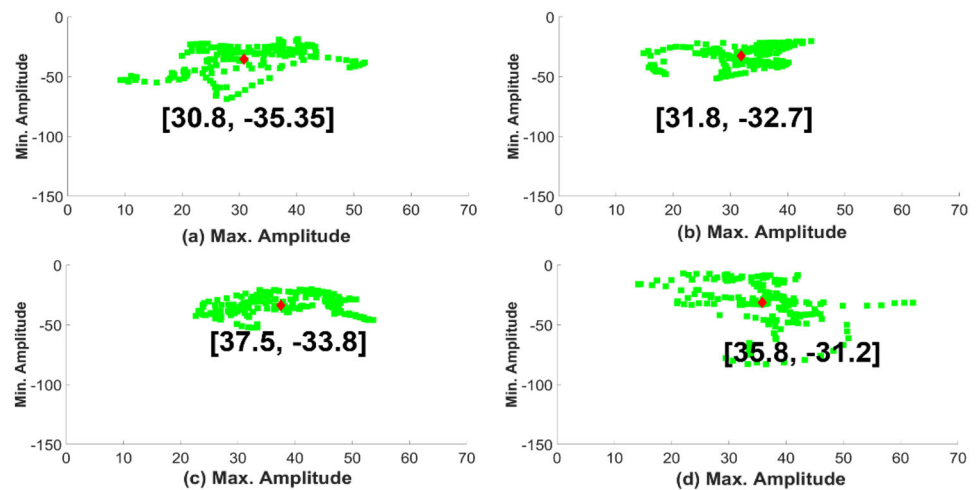 0
-50
-100
-150
Min. Amplitude
[30.8, -35.35]
0 10 20 30 40 50 60 70
(a) Max. Amplitude
0
-50
-100
-150
Min. Amplitude
[31.8, -32.7]
0 10 20 30 40 50 60 70
(b) Max. Amplitude
0
-50
-100
-150
Min. Amplitude
[37.5, -33.8]
0 10 20 30 40 50 60 70
(c) Max. Amplitude
0
-50
-100
-150
Min. Amplitude
[35.8, -31.2]
0 10 20 30 40 50 60 70
(d) Max. Amplitude